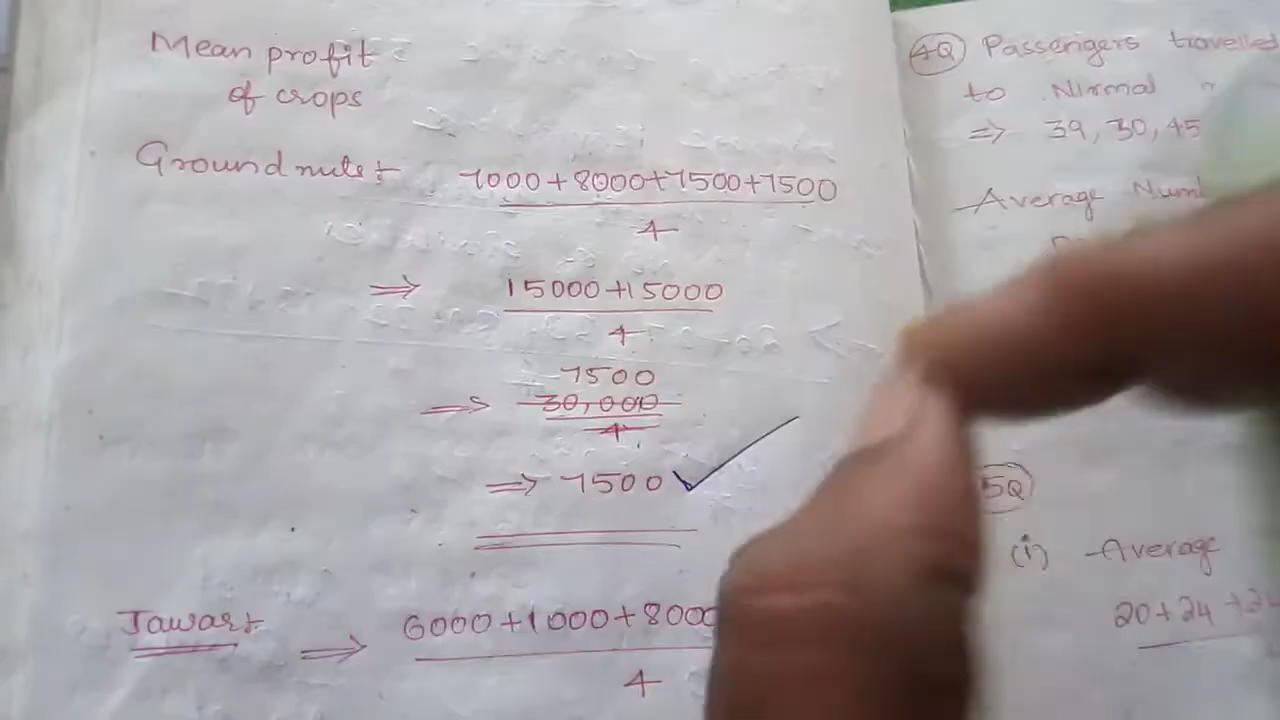 Mean profit
of crops
Groundnuts 7000+8000+7500+7500
4
⇒ 15000+15000
4
7500
⇒ 30,000
4
⇒ 7500
Jawar ⇒ 6000+1000+8000
4
4Q Passengers travelled
to Nirmal
⇒ 39, 30, 45
Average
5Q
(i) Average
20+24+